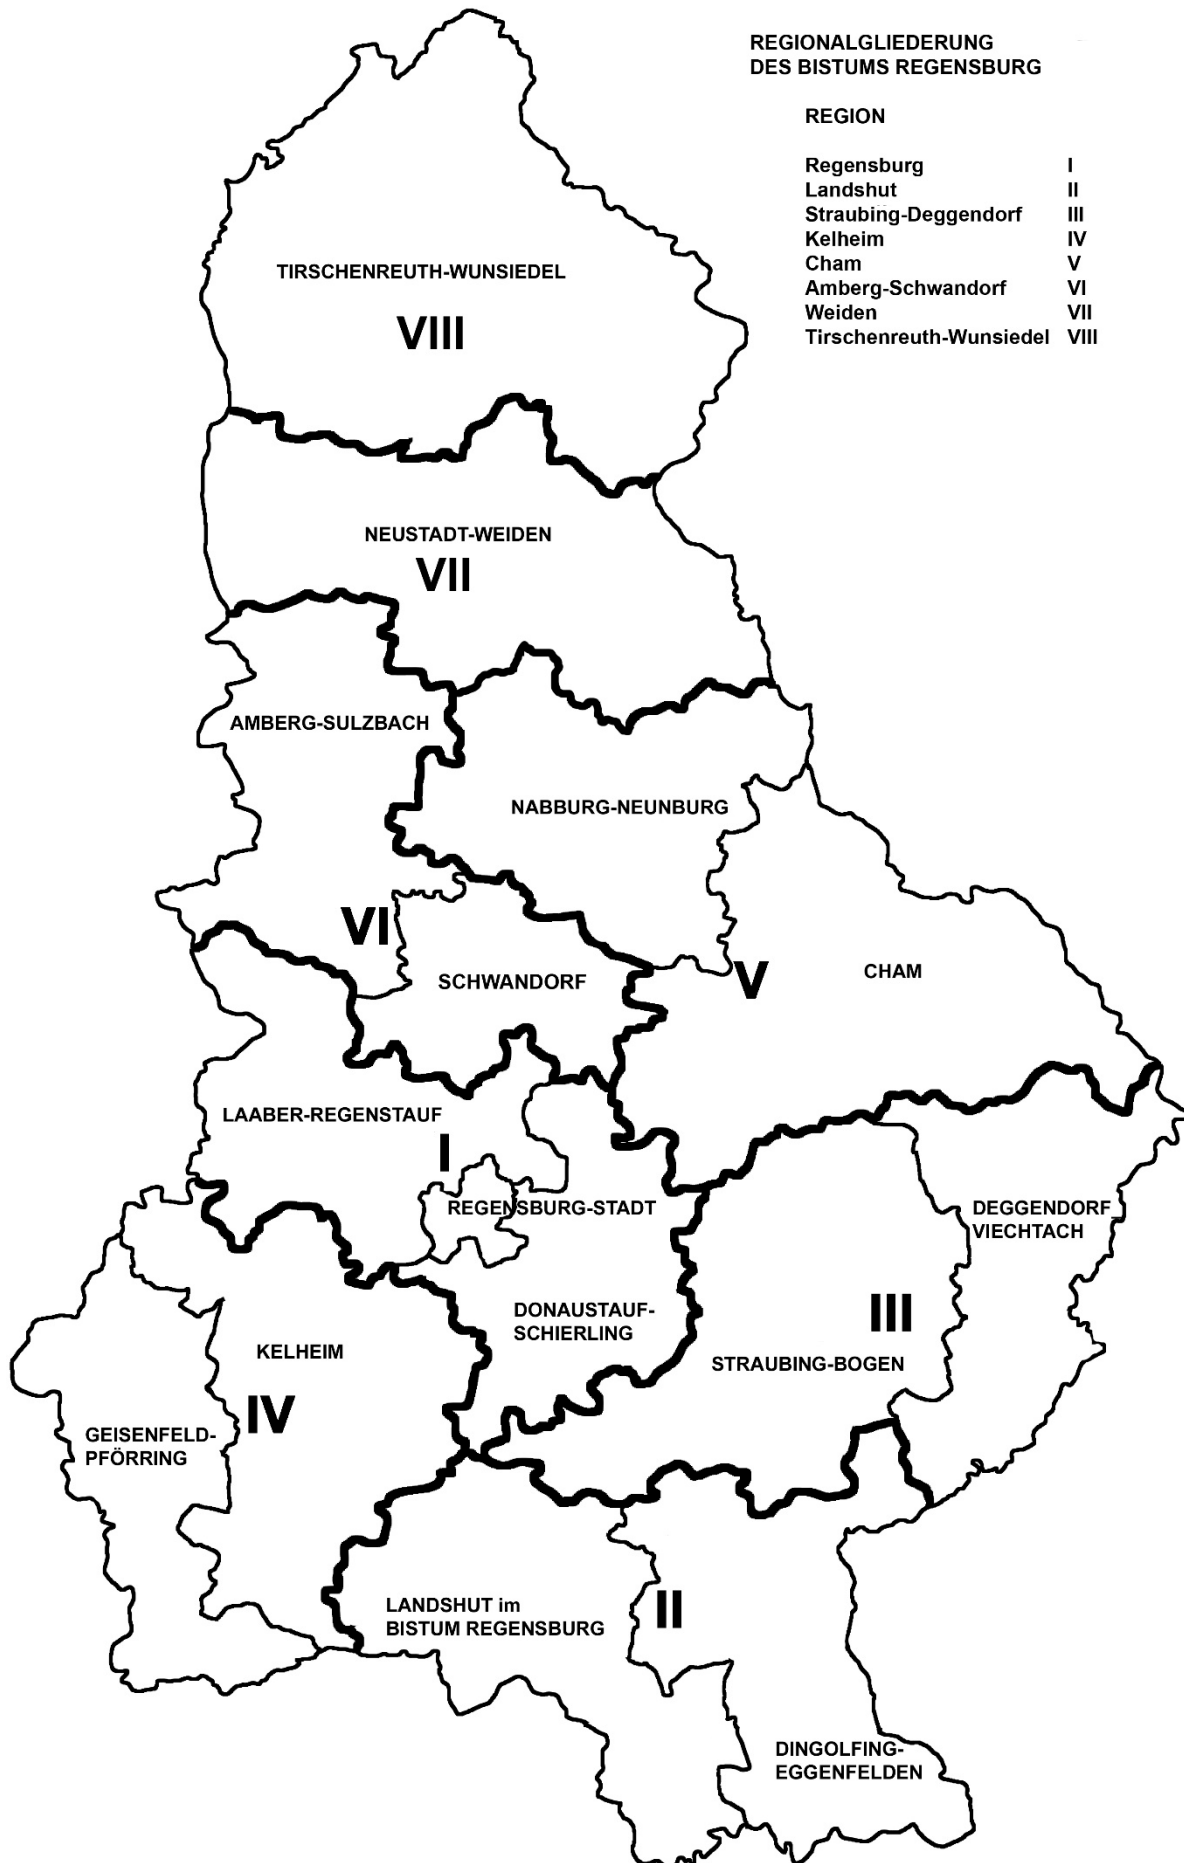 REGIONALGLIEDERUNG
DES BISTUMS REGENSBURG
REGION
Regensburg I
Landshut II
Straubing-Deggendorf III
Kelheim IV
Cham V
Amberg-Schwandorf VI
Weiden VII
Tirschenreuth-Wunsiedel VIII
TIRSCHENREUTH-WUNSIEDEL
VIII
NEUSTADT-WEIDEN
VII
AMBERG-SULZBACH
NABBURG-NEUNBURG
VI
SCHWANDORF
V
CHAM
LAABER-REGENSTAUF
I
REGENSBURG-STADT
DEGGENDORF_
VIECHTACH
DONAUSTAUF-
SCHIERLING
III
STRAUBING-BOGEN
KELHEIM
IV
GEISENFELD-
PFÖRRING
LANDSHUT im
BISTUM REGENSBURG
II
DINGOLFING-
EGGENFELDEN